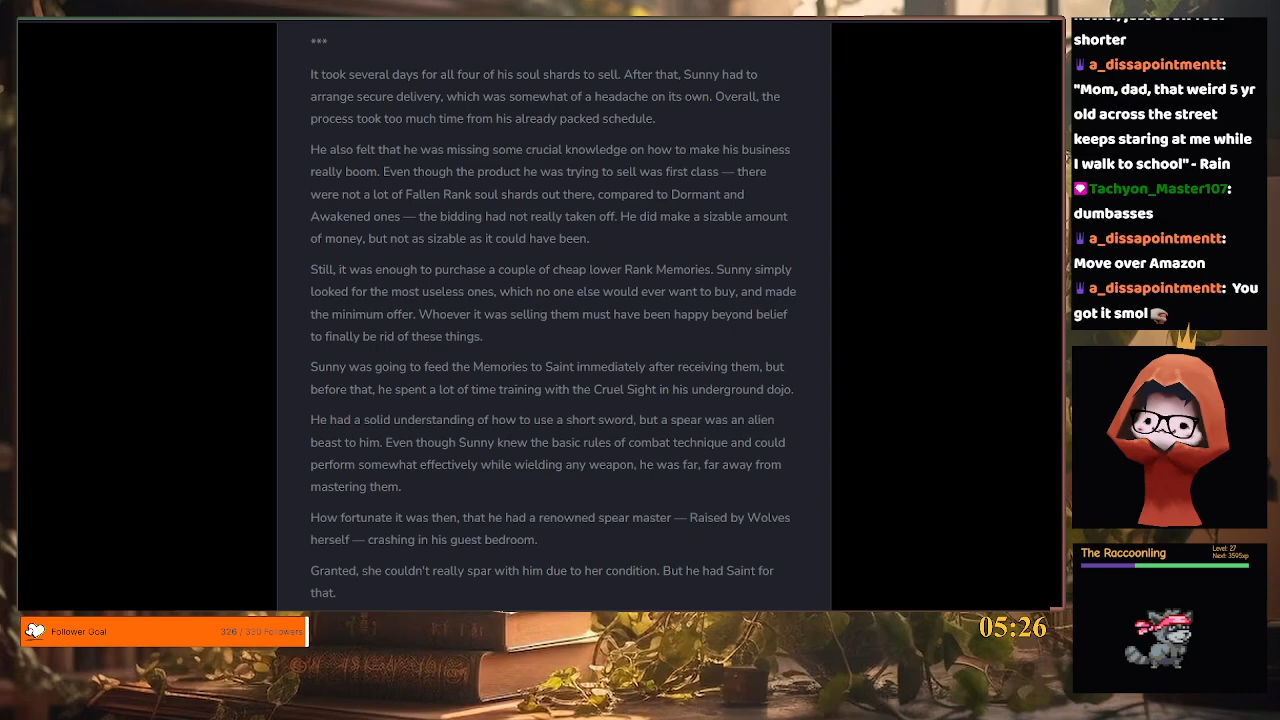 ***
It took several days for all four of his soul shards to sell. After that, Sunny had to
arrange secure delivery, which was somewhat of a headache on its own. Overall, the
process took too much time from his already packed schedule.
He also felt that he was missing some crucial knowledge on how to make his business
really boom. Even though the product he was trying to sell was first class — there
were not a lot of Fallen Rank soul shards out there, compared to Dormant and
Awakened ones — the bidding had not really taken off. He did make a sizable amount
of money, but not as sizable as it could have been.
Still, it was enough to purchase a couple of cheap lower Rank Memories. Sunny simply
looked for the most useless ones, which no one else would ever want to buy, and made
the minimum offer. Whoever it was selling them must have been happy beyond belief
to finally be rid of these things.
Sunny was going to feed the Memories to Saint immediately after receiving them, but
before that, he spent a lot of time training with the Cruel Sight in his underground dojo.
He had a solid understanding of how to use a short sword, but a spear was an alien
beast to him. Even though Sunny knew the basic rules of combat technique and could
perform somewhat effectively while wielding any weapon, he was far, far away from
mastering them.
How fortunate it was then, that he had a renowned spear master — Raised by Wolves
herself — crashing in his guest bedroom.
Granted, she couldn't really spar with him due to her condition. But he had Saint for
that.
shorter
a_dissapointmentt:
"Mom, dad, that weird 5 yr
old across the street
keeps staring at me while
I walk to school" - Rain
Tachyon_Master107:
dumbasses
a_dissapointmentt:
Move over Amazon
a_dissapointmentt: You
got it smol
The Raccoonling
Level: 27
Next: 3595xp
Follower Goal
326 / 330 Followers
05:26